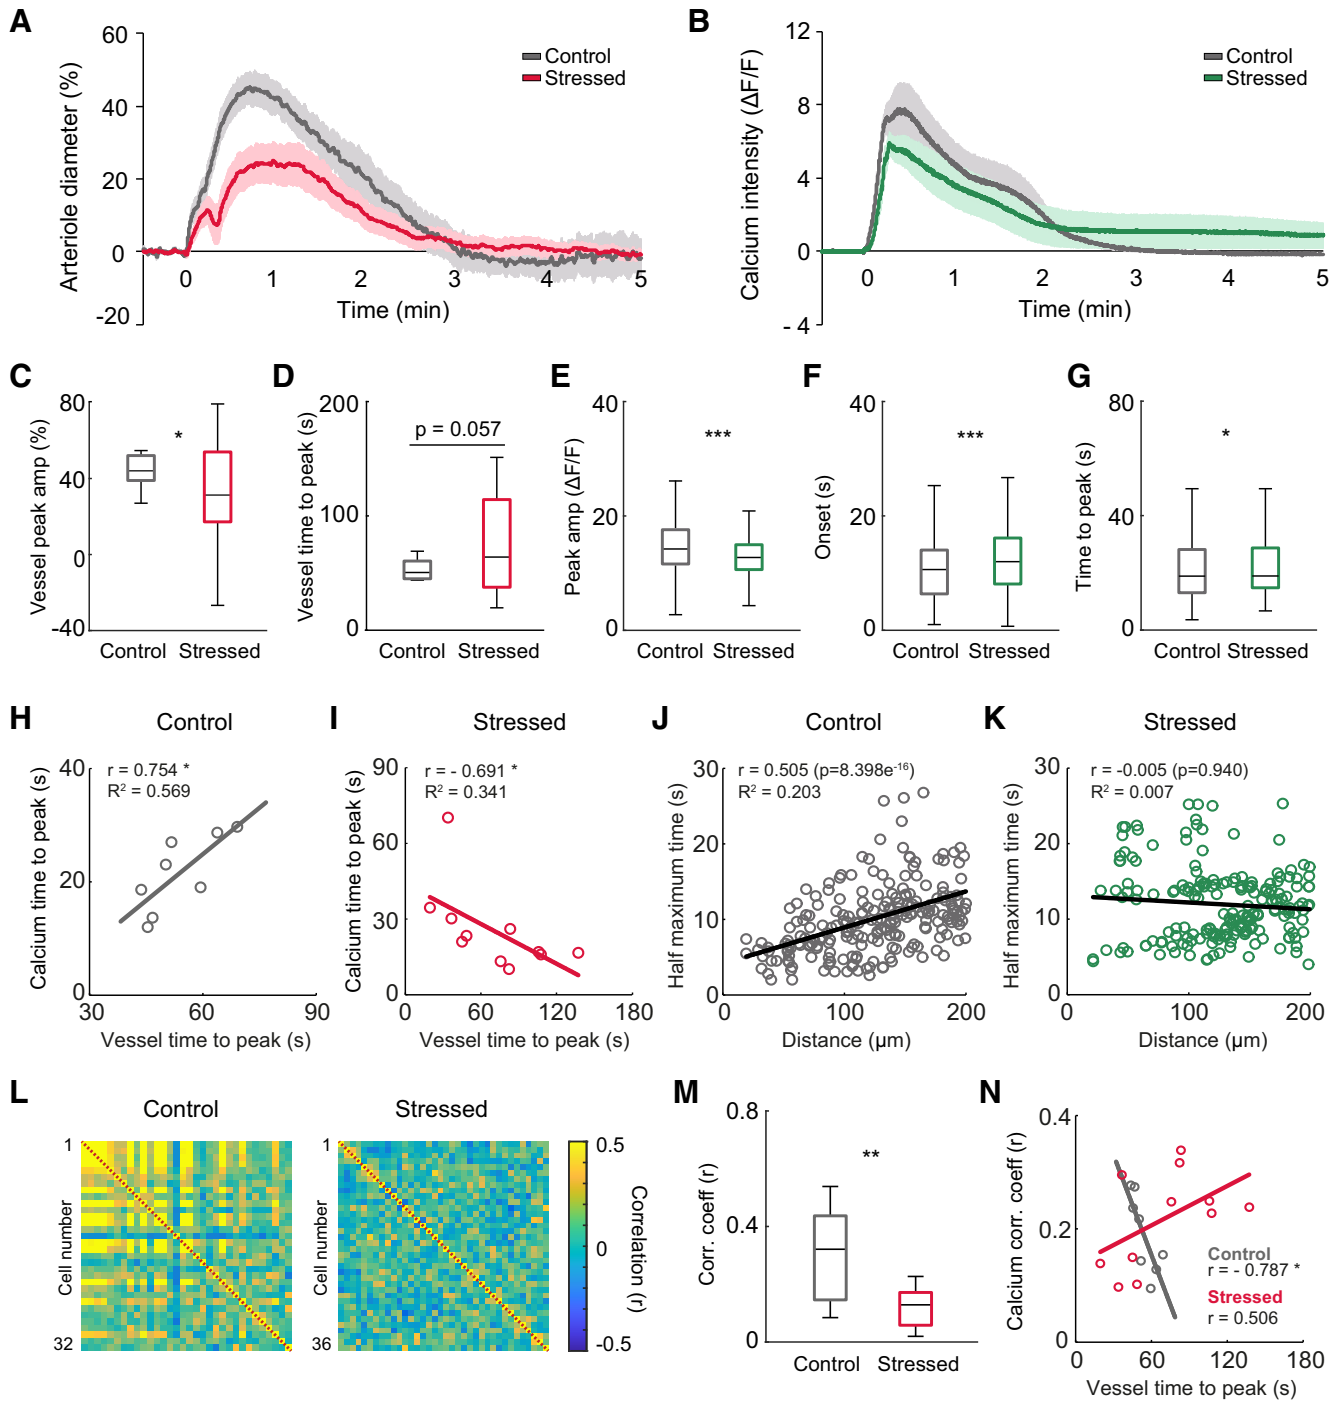 A
60
40
20
0
-20
Arteriole diameter (%)
Control
Stressed
0 1 2 3 4 5
Time (min)
B
12
8
4
0
- 4
Calcium intensity (ΔF/F)
Control
Stressed
0 1 2 3 4 5
Time (min)
C
80
40
0
-40
Vessel peak amp (%)
*
Control Stressed
D
200
100
0
Vessel time to peak (s)
p = 0.057
Control Stressed
E
40
20
0
Peak amp (ΔF/F)
***
Control Stressed
F
40
20
0
Onset (s)
***
Control Stressed
G
80
40
0
Time to peak (s)
*
Control Stressed
H
Control
r = 0.754 *
R² = 0.569
40
20
0
Calcium time to peak (s)
30 60 90
Vessel time to peak (s)
I
Stressed
r = - 0.691 *
R² = 0.341
90
60
30
0
Calcium time to peak (s)
0 60 120 180
Vessel time to peak (s)
J
Control
r = 0.505 (p=8.398e⁻¹⁶)
R² = 0.203
30
20
10
0
Half maximum time (s)
0 100 200
Distance (µm)
K
Stressed
r = -0.005 (p=0.940)
R² = 0.007
30
20
10
0
Half maximum time (s)
0 100 200
Distance (µm)
L
Control
1
32
Cell number
Stressed
1
36
Cell number
0.5
0
-0.5
Correlation (r)
M
0.8
0.4
0
Corr. coeff (r)
**
Control Stressed
N
0.4
0.2
0
Calcium corr. coeff (r)
Control
r = - 0.787 *
Stressed
r = 0.506
0 60 120 180
Vessel time to peak (s)